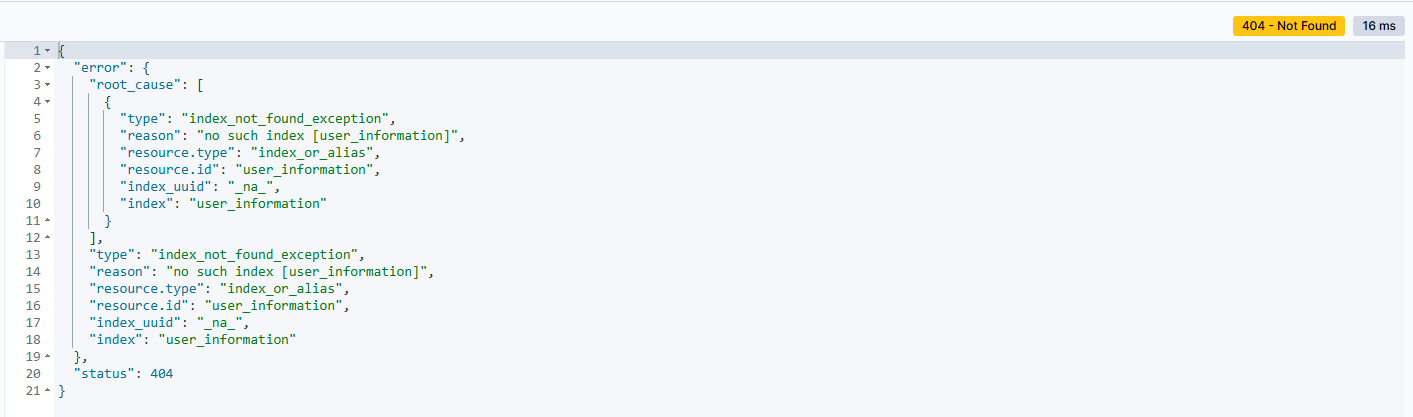 404 - Not Found 16 ms
1 {
2 "error": {
3 "root_cause": [
4 {
5 "type": "index_not_found_exception",
6 "reason": "no such index [user_information]",
7 "resource.type": "index_or_alias",
8 "resource.id": "user_information",
9 "index_uuid": "_na_",
10 "index": "user_information"
11 }
12 ],
13 "type": "index_not_found_exception",
14 "reason": "no such index [user_information]",
15 "resource.type": "index_or_alias",
16 "resource.id": "user_information",
17 "index_uuid": "_na_",
18 "index": "user_information"
19 },
20 "status": 404
21 }